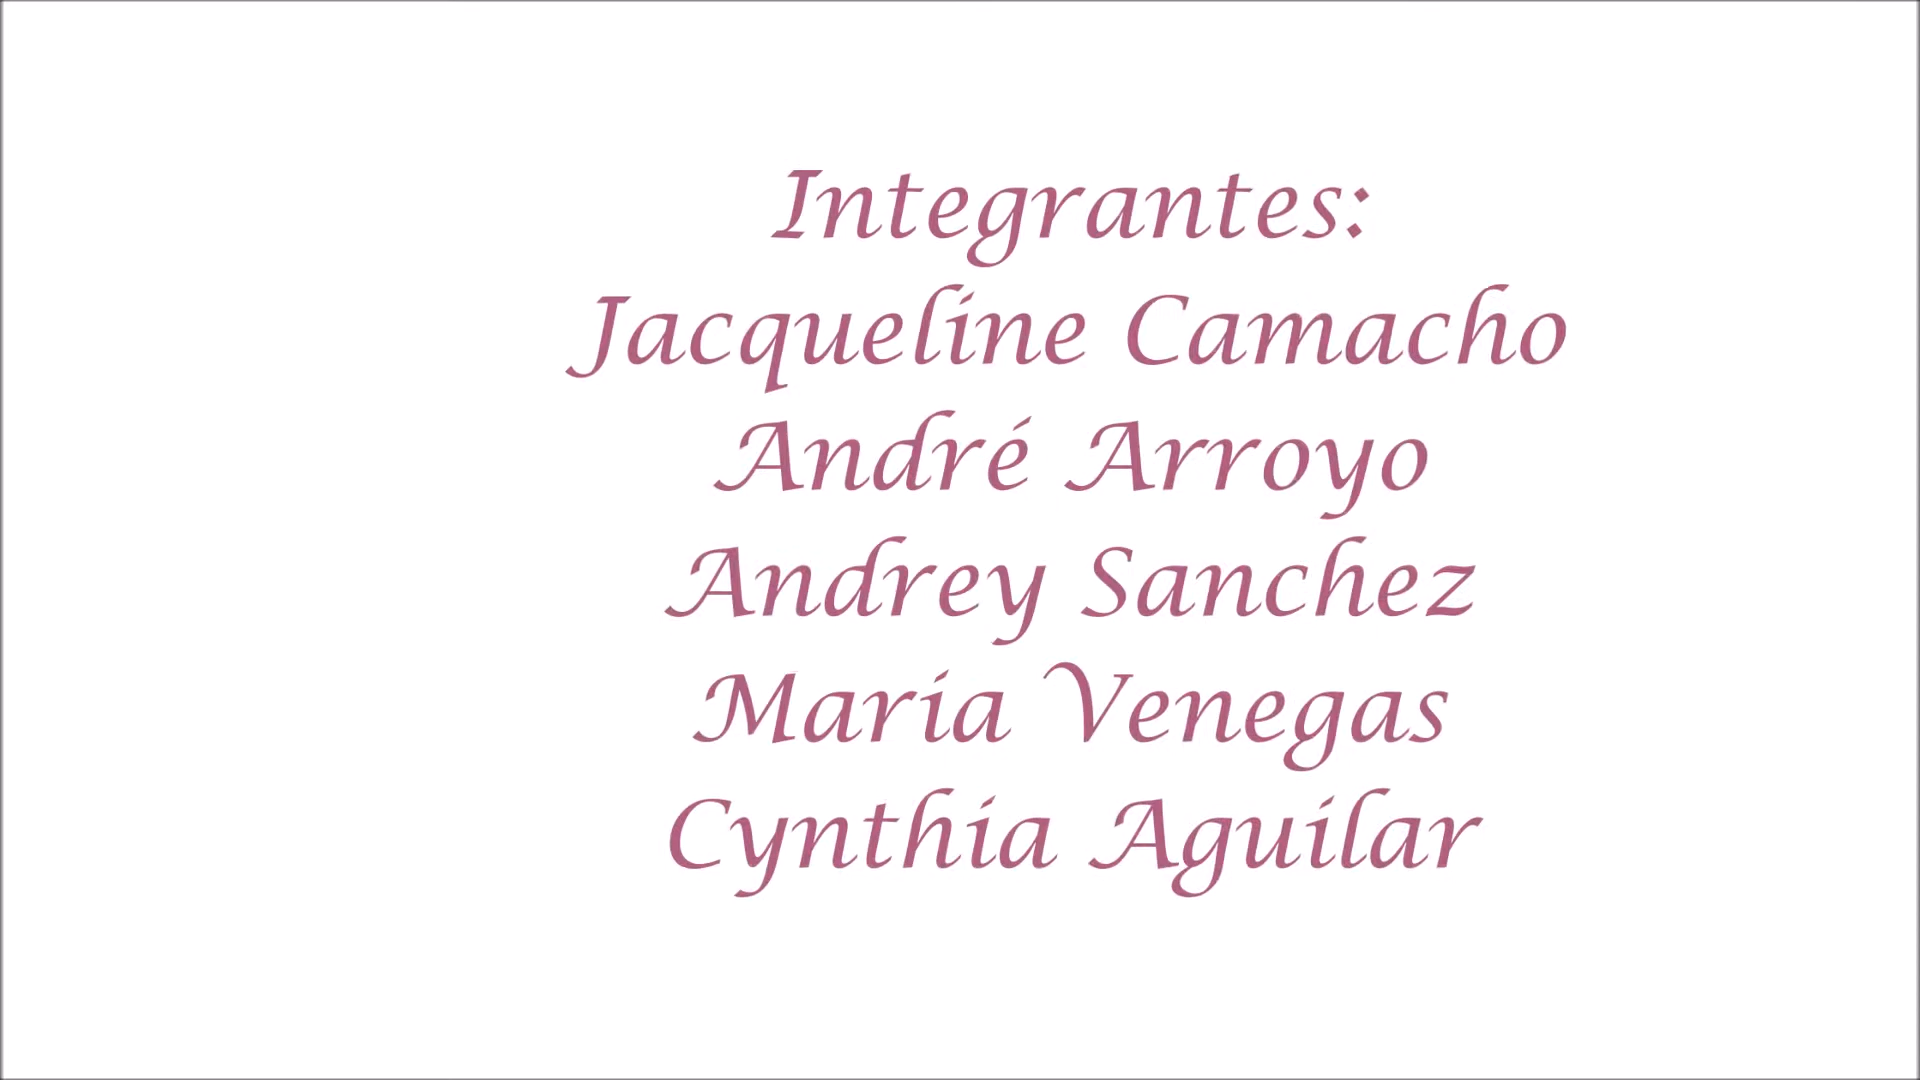 Integrantes:
Jacqueline Camacho
André Arroyo
Andrey Sanchez
Maria Venegas
Cynthia Aguilar